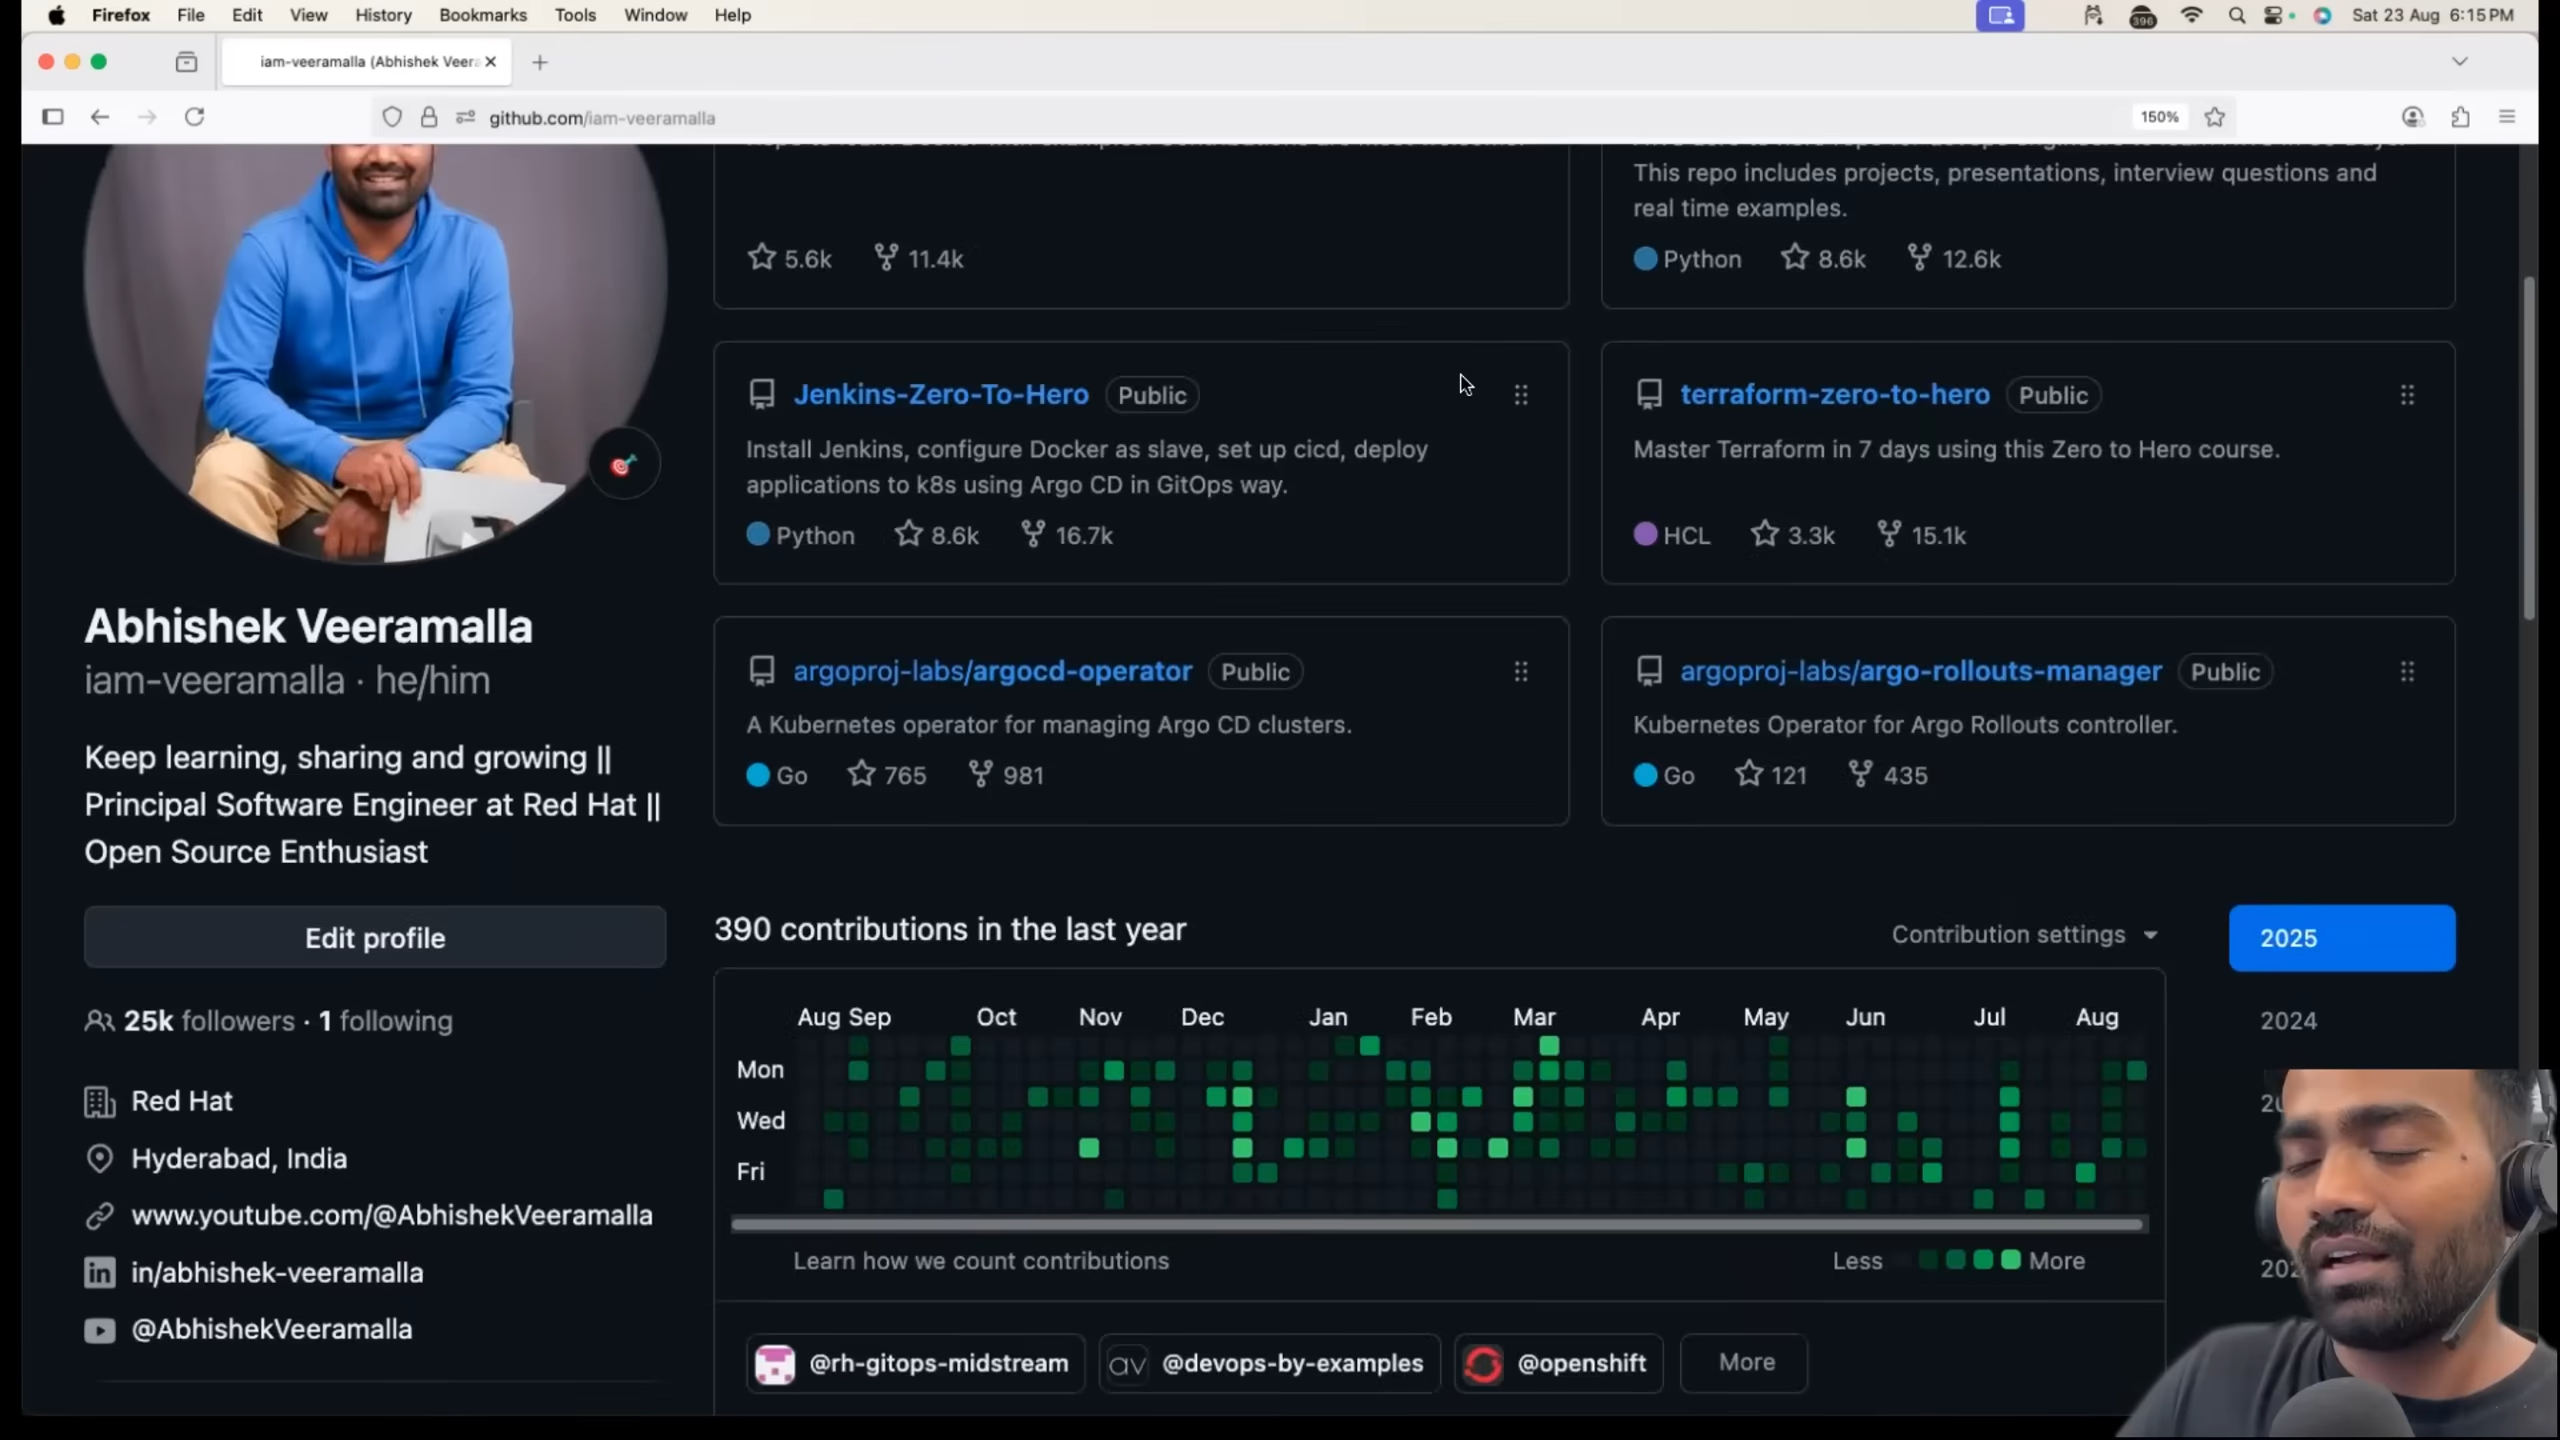 Firefox File Edit View History Bookmarks Tools Window Help
396
Sat 23 Aug 6:15 PM
iam-veeramalla (Abhishek Veera
github.com/iam-veeramalla
150%
This repo includes projects, presentations, interview questions and
real time examples.
5.6k 11.4k
Python 8.6k 12.6k
Jenkins-Zero-To-Hero Public
Install Jenkins, configure Docker as slave, set up cicd, deploy
applications to k8s using Argo CD in GitOps way.
Python 8.6k 16.7k
terraform-zero-to-hero Public
Master Terraform in 7 days using this Zero to Hero course.
HCL 3.3k 15.1k
argoproj-labs/argocd-operator Public
A Kubernetes operator for managing Argo CD clusters.
Go 765 981
argoproj-labs/argo-rollouts-manager Public
Kubernetes Operator for Argo Rollouts controller.
Go 121 435
Abhishek Veeramalla
iam-veeramalla · he/him
Keep learning, sharing and growing ||
Principal Software Engineer at Red Hat ||
Open Source Enthusiast
Edit profile
25k followers · 1 following
Red Hat
Hyderabad, India
www.youtube.com/@AbhishekVeeramalla
in/abhishek-veeramalla
@AbhishekVeeramalla
390 contributions in the last year
Contribution settings
2025
2024
Aug Sep Oct Nov Dec Jan Feb Mar Apr May Jun Jul Aug
Mon
Wed
Fri
Learn how we count contributions
Less More
@rh-gitops-midstream
av @devops-by-examples
@openshift
More